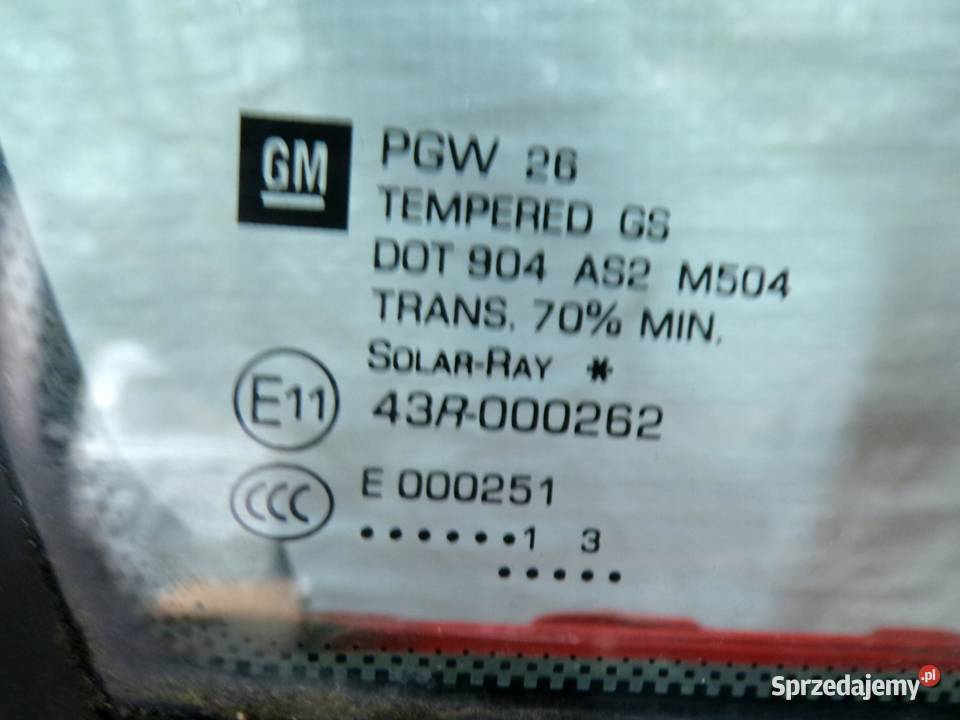 GM
PGW 26
TEMPERED GS
DOT 904 AS2 M504
TRANS. 70% MIN.
SOLAR-RAY *
E11 43R-000262
CCC E 000251
••••••• 1 3
•••••
Sprzedajemy.pl